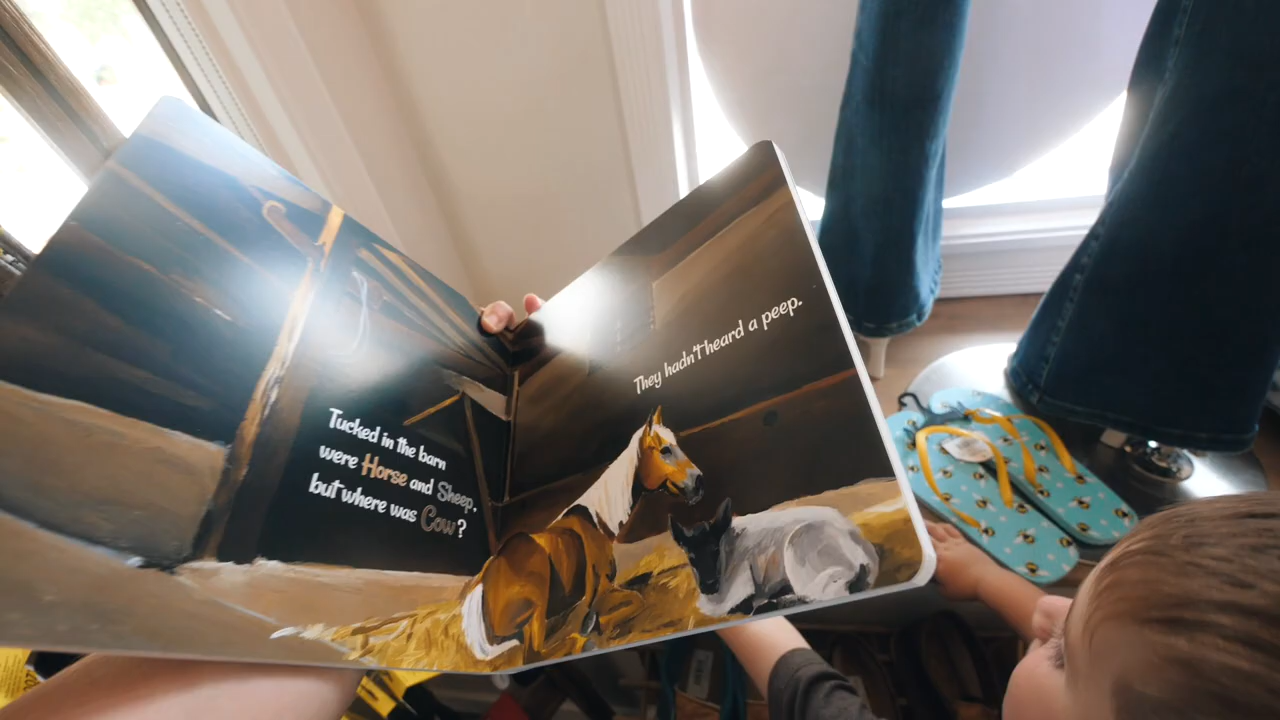 Tucked in the barn
were Horse and Sheep,
but where was Cow?
They hadn't heard a peep.